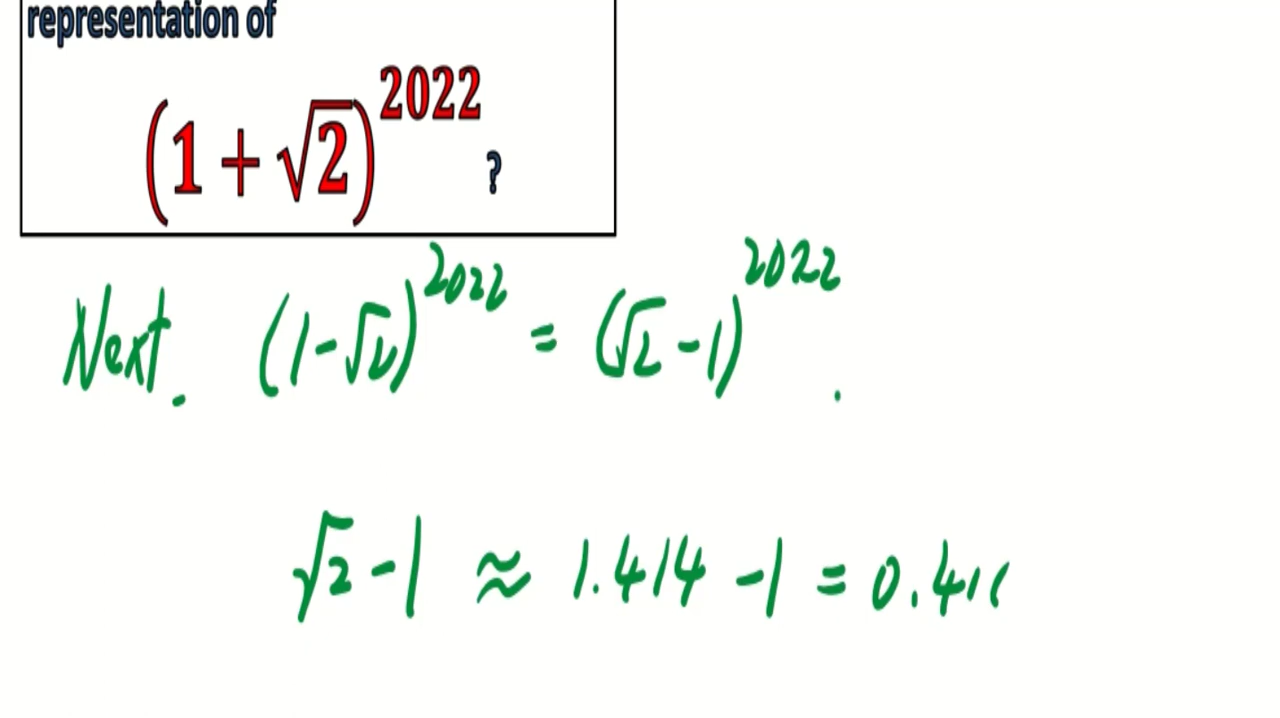 representation of
(1 + √2)^2022 ?
Next. (1-√2)^2022 = (√2 -1)^2022.
√2 -1 ≈ 1.414 -1 = 0.41